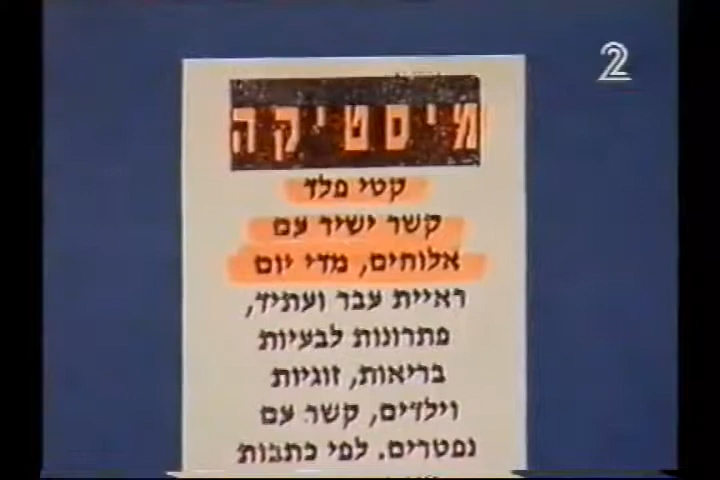 2
מיסטיקה
קטי פלד
קשר ישיר עם
אלוהים, מדי יום
ראיית עבר ועתיד,
פתרונות לבעיות
בריאות, זוגיות
וילדים, קשר עם
נפטרים. לפי כתבות